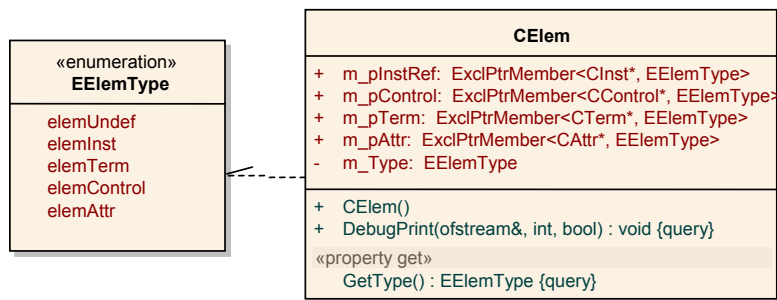 «enumeration»
EElemType
elemUndef
elemInst
elemTerm
elemControl
elemAttr
CElem
+ m_pInstRef: ExclPtrMember<CInst*, EElemType>
+ m_pControl: ExclPtrMember<CControl*, EElemType>
+ m_pTerm: ExclPtrMember<CTerm*, EElemType>
+ m_pAttr: ExclPtrMember<CAttr*, EElemType>
- m_Type: EElemType
+ CElem()
+ DebugPrint(ofstream&, int, bool) : void {query}
«property get»
GetType() : EElemType {query}